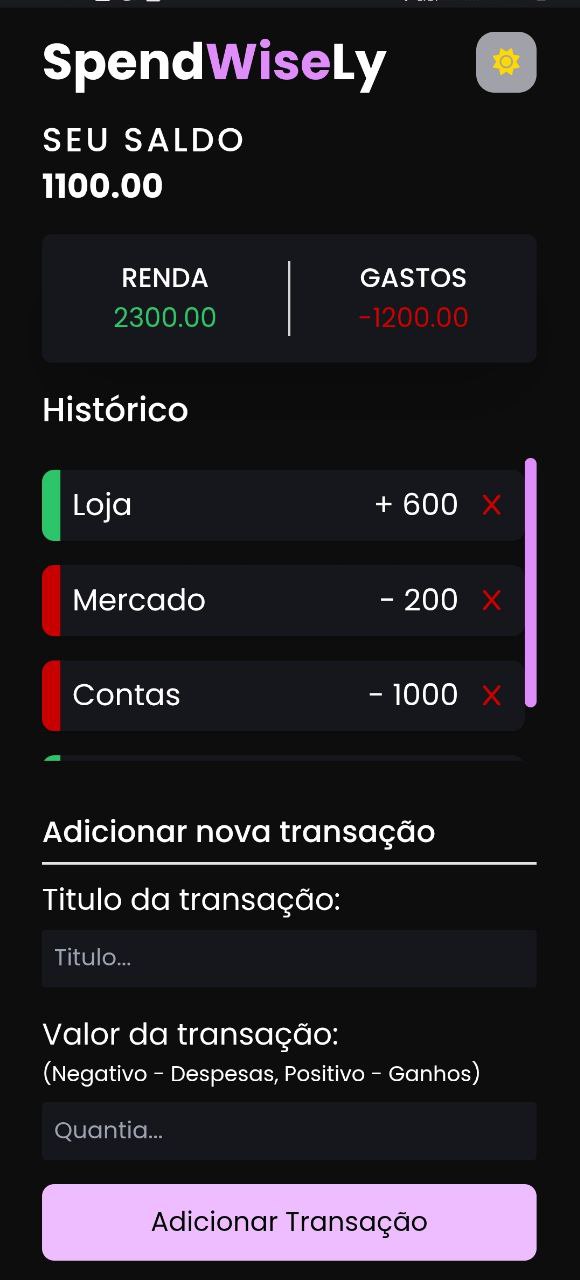 SpendWiseLy
SEU SALDO
1100.00
RENDA
2300.00
GASTOS
-1200.00
Histórico
Loja + 600 X
Mercado - 200 X
Contas - 1000 X
Adicionar nova transação
Titulo da transação:
Titulo...
Valor da transação:
(Negativo - Despesas, Positivo - Ganhos)
Quantia...
Adicionar Transação